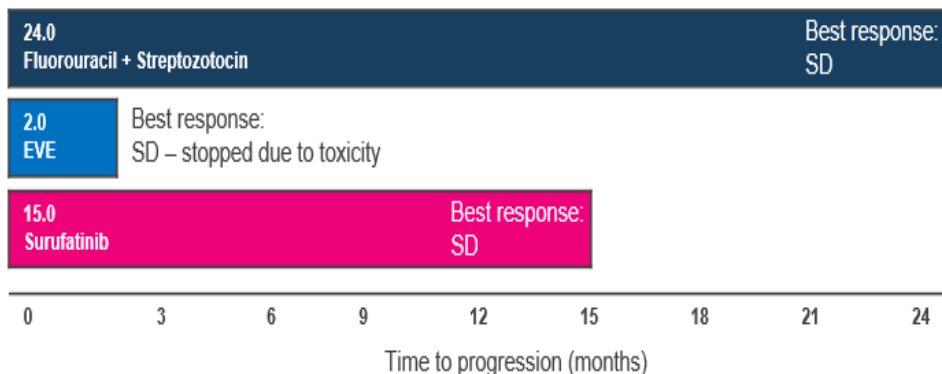 24.0
Fluorouracil + Streptozotocin
Best response:
SD
2.0
EVE
Best response:
SD – stopped due to toxicity
15.0
Surufatinib
Best response:
SD
0 3 6 9 12 15 18 21 24
Time to progression (months)